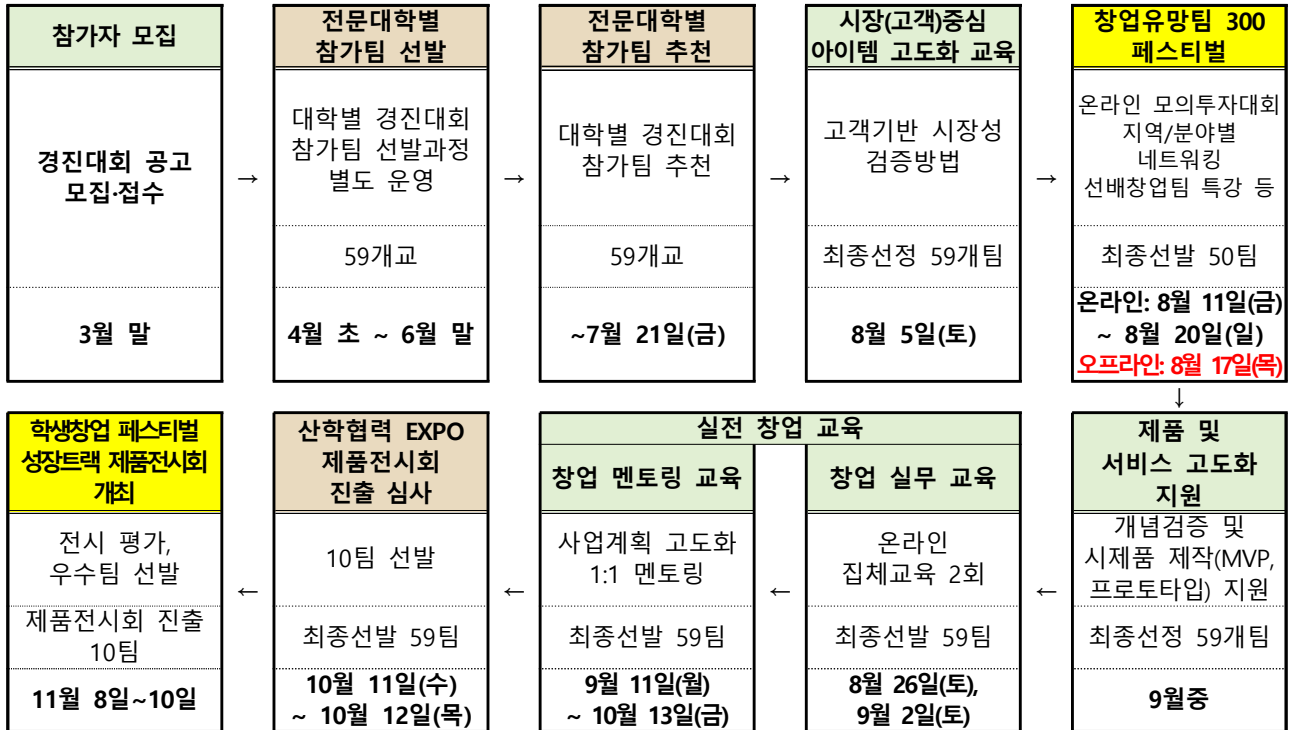 참가자 모집
경진대회 공고
모집·접수
3월 말
→
전문대학별
참가팀 선발
대학별 경진대회
참가팀 선발과정
별도 운영
59개교
4월 초 ~ 6월 말
→
전문대학별
참가팀 추천
대학별 경진대회
참가팀 추천
59개교
~7월 21일(금)
→
시장(고객)중심
아이템 고도화 교육
고객기반 시장성
검증방법
최종선정 59개팀
8월 5일(토)
→
창업유망팀 300
페스티벌
온라인 모의투자대회
지역/분야별
네트워킹
선배창업팀 특강 등
최종선발 50팀
온라인: 8월 11일(금)
~ 8월 20일(일)
오프라인: 8월 17일(목)
↓
제품 및
서비스 고도화
지원
개념검증 및
시제품 제작(MVP,
프로토타입) 지원
최종선정 59개팀
9월중
←
실전 창업 교육
창업 실무 교육
온라인
집체교육 2회
최종선발 59팀
8월 26일(토),
9월 2일(토)
←
창업 멘토링 교육
사업계획 고도화
1:1 멘토링
최종선발 59팀
9월 11일(월)
~ 10월 13일(금)
←
산학협력 EXPO
제품전시회
진출 심사
10팀 선발
최종선발 59팀
10월 11일(수)
~ 10월 12일(목)
←
학생창업 페스티벌
성장트랙 제품전시회
개최
전시 평가,
우수팀 선발
제품전시회 진출
10팀
11월 8일~10일